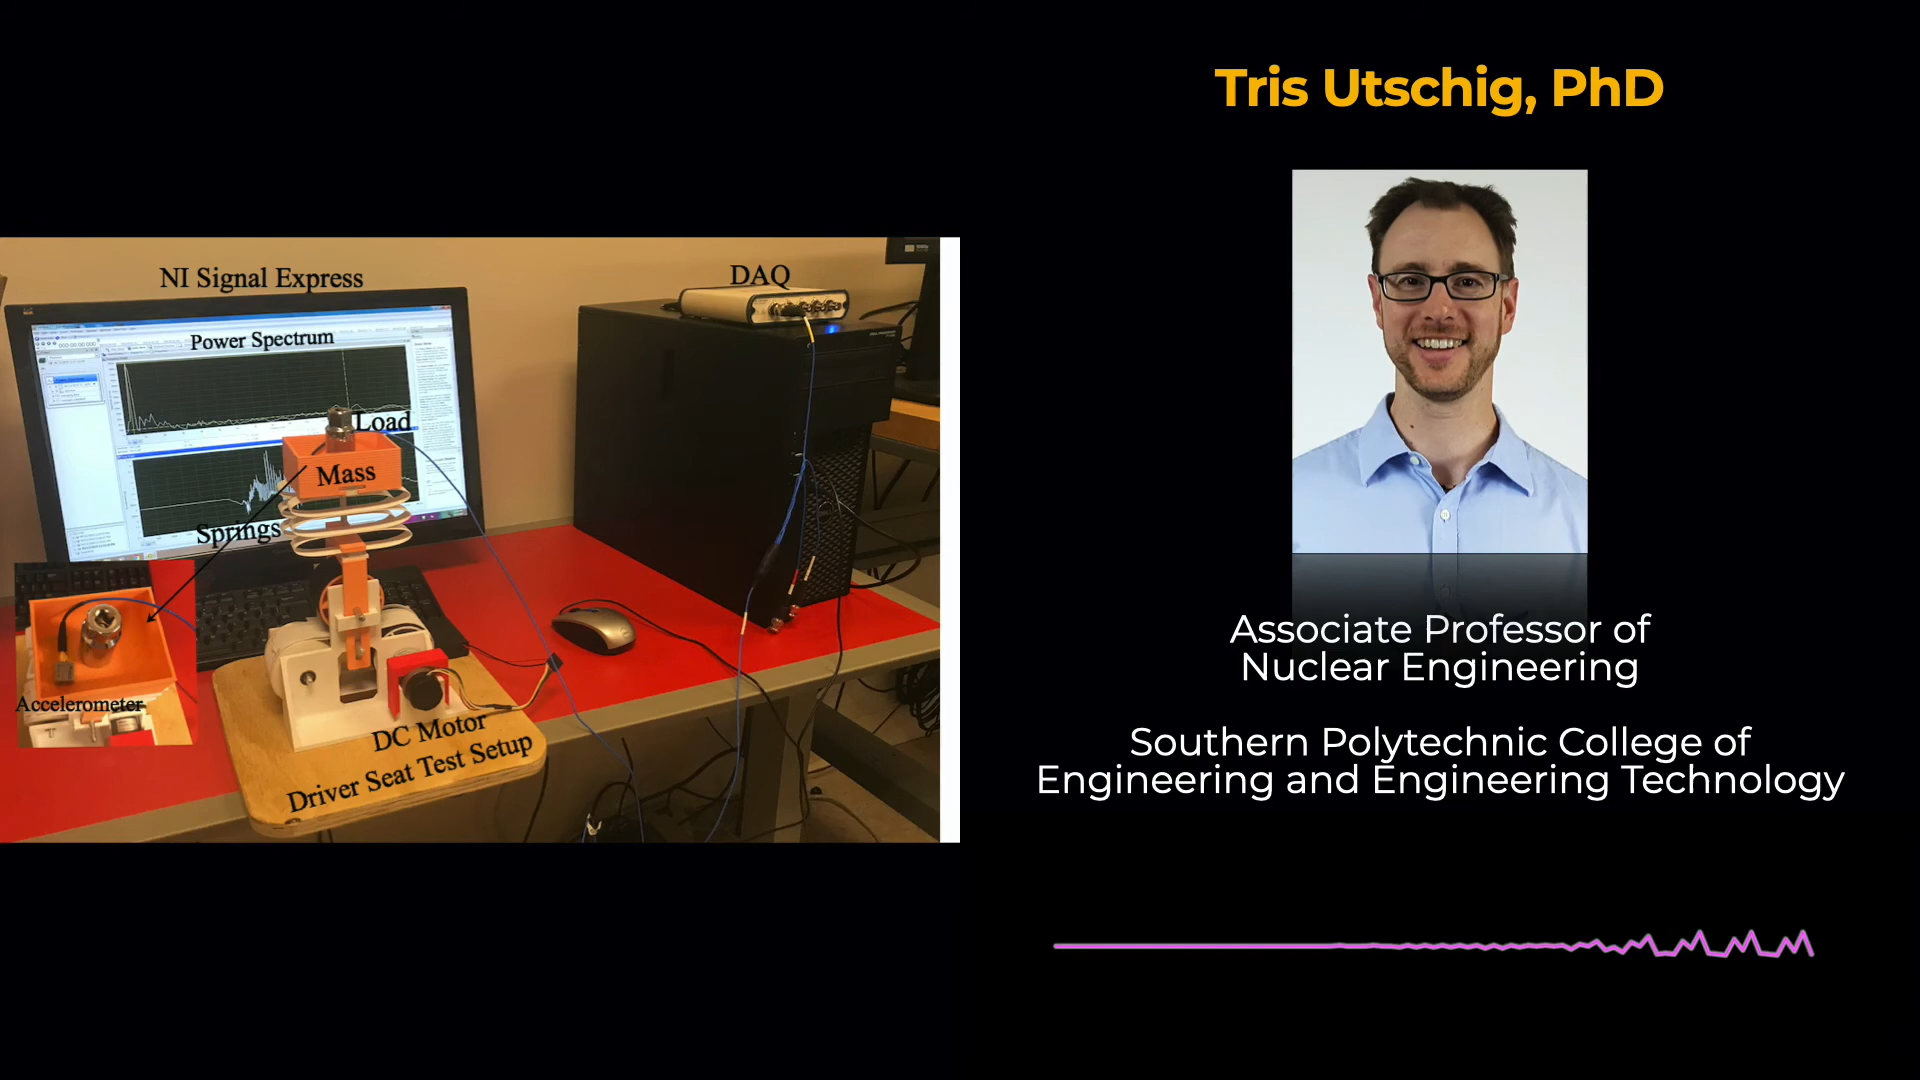 Tris Utschig, PhD
NI Signal Express
DAQ
Power Spectrum
Load
Mass
Springs
Accelerometer
DC Motor
Driver Seat Test Setup
Associate Professor of
Nuclear Engineering
Southern Polytechnic College of
Engineering and Engineering Technology